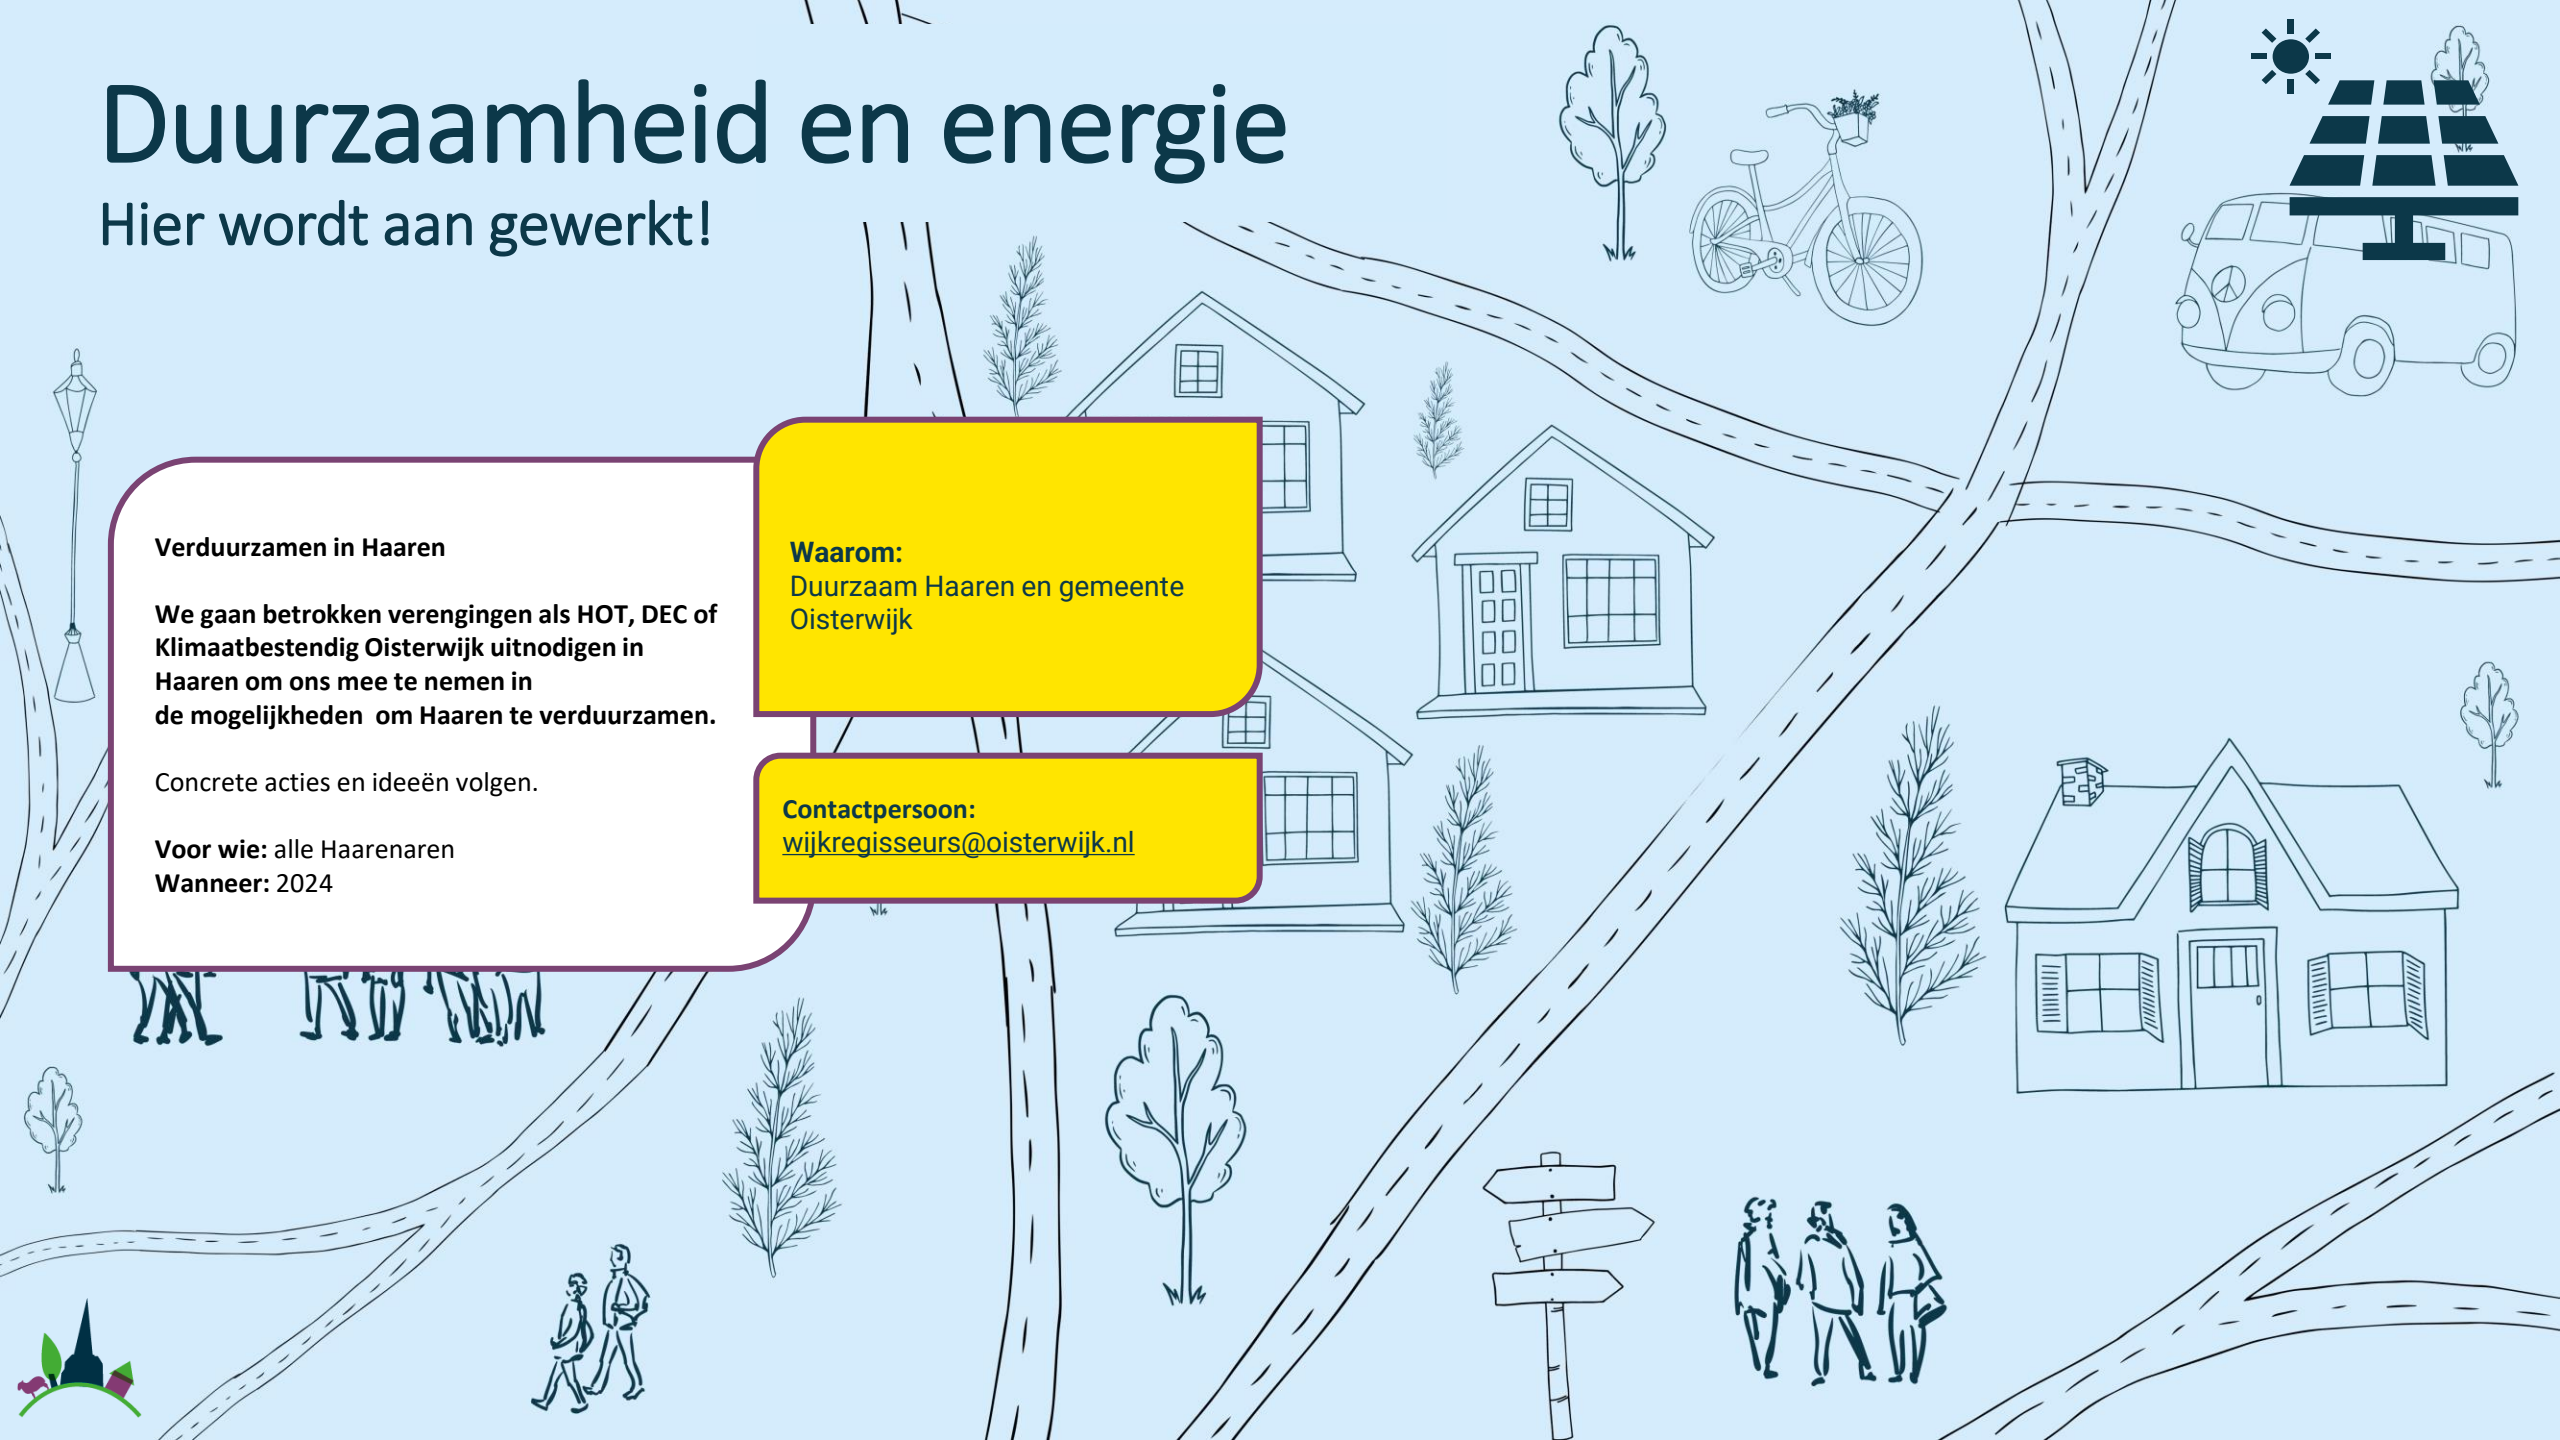 Duurzaamheid en energie
Hier wordt aan gewerkt!
Verduurzamen in Haaren
We gaan betrokken verengingen als HOT, DEC of
Klimaatbestendig Oisterwijk uitnodigen in
Haaren om ons mee te nemen in
de mogelijkheden  om Haaren te verduurzamen.
Concrete acties en ideeën volgen.
Voor wie: alle Haarenaren
Wanneer: 2024
Waarom:
Duurzaam Haaren en gemeente
Oisterwijk
Contactpersoon:
wijkregisseurs@oisterwijk.nl